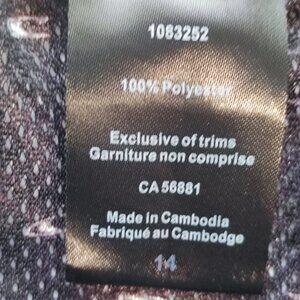 1083252
100% Polyester
Exclusive of trims
Garniture non comprise
CA 56881
Made in Cambodia
Fabriqué au Cambodge
14